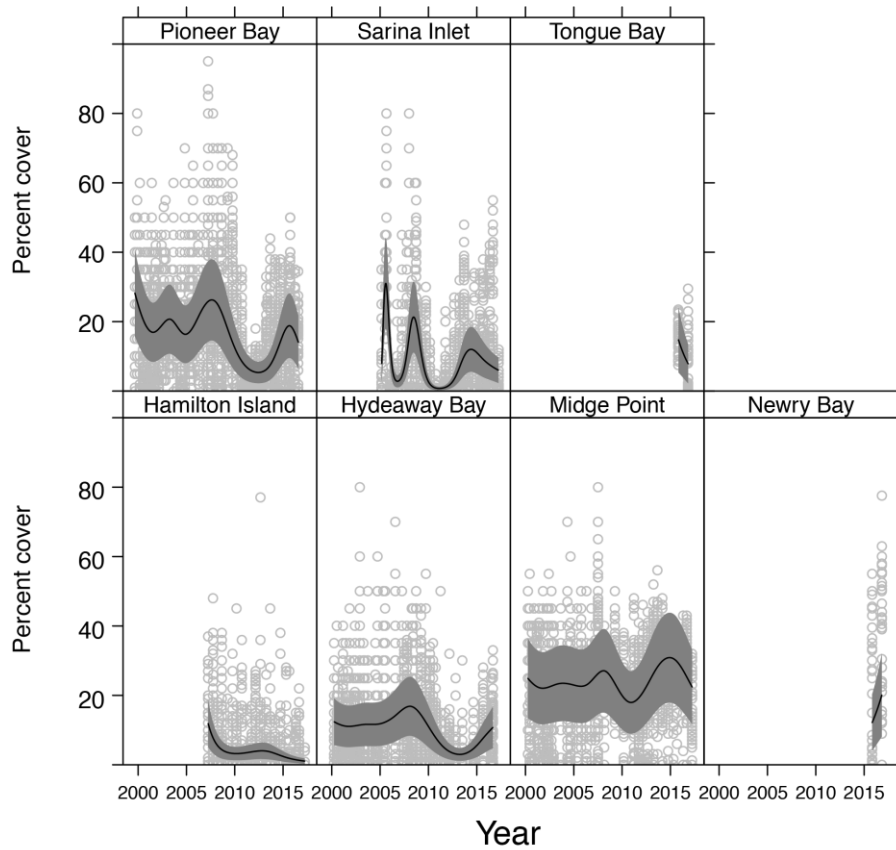 Pioneer Bay Sarina Inlet Tongue Bay
Percent cover
80
60
40
20
Hamilton Island Hydeaway Bay Midge Point Newry Bay
Percent cover
80
60
40
20
2000 2005 2010 2015 2000 2005 2010 2015 2000 2005 2010 2015 2000 2005 2010 2015
Year